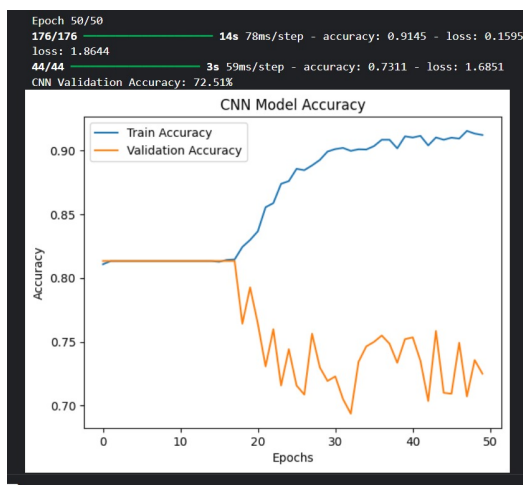 Epoch 50/50
176/176 14s 78ms/step - accuracy: 0.9145 - loss: 0.1595
loss: 1.8644
44/44 3s 59ms/step - accuracy: 0.7311 - loss: 1.6851
CNN Validation Accuracy: 72.51%
CNN Model Accuracy
Train Accuracy
Validation Accuracy
0.90
0.85
0.80
0.75
0.70
Accuracy
0 10 20 30 40 50
Epochs